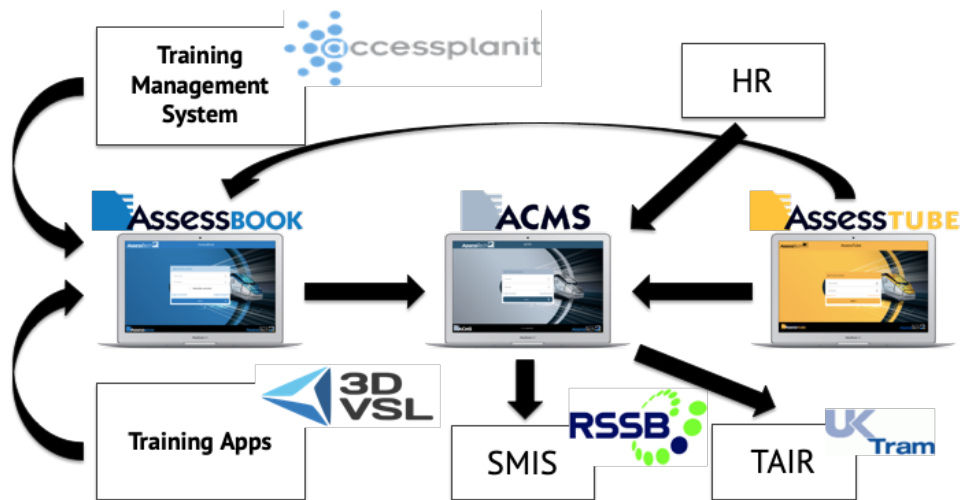 Training
Management
System
accessplanit
HR
ASSESSBOOK
ACMS
ASSESSTUBE
Training Apps
3D
VSL
SMIS
RSSB
TAIR
UK
Tram